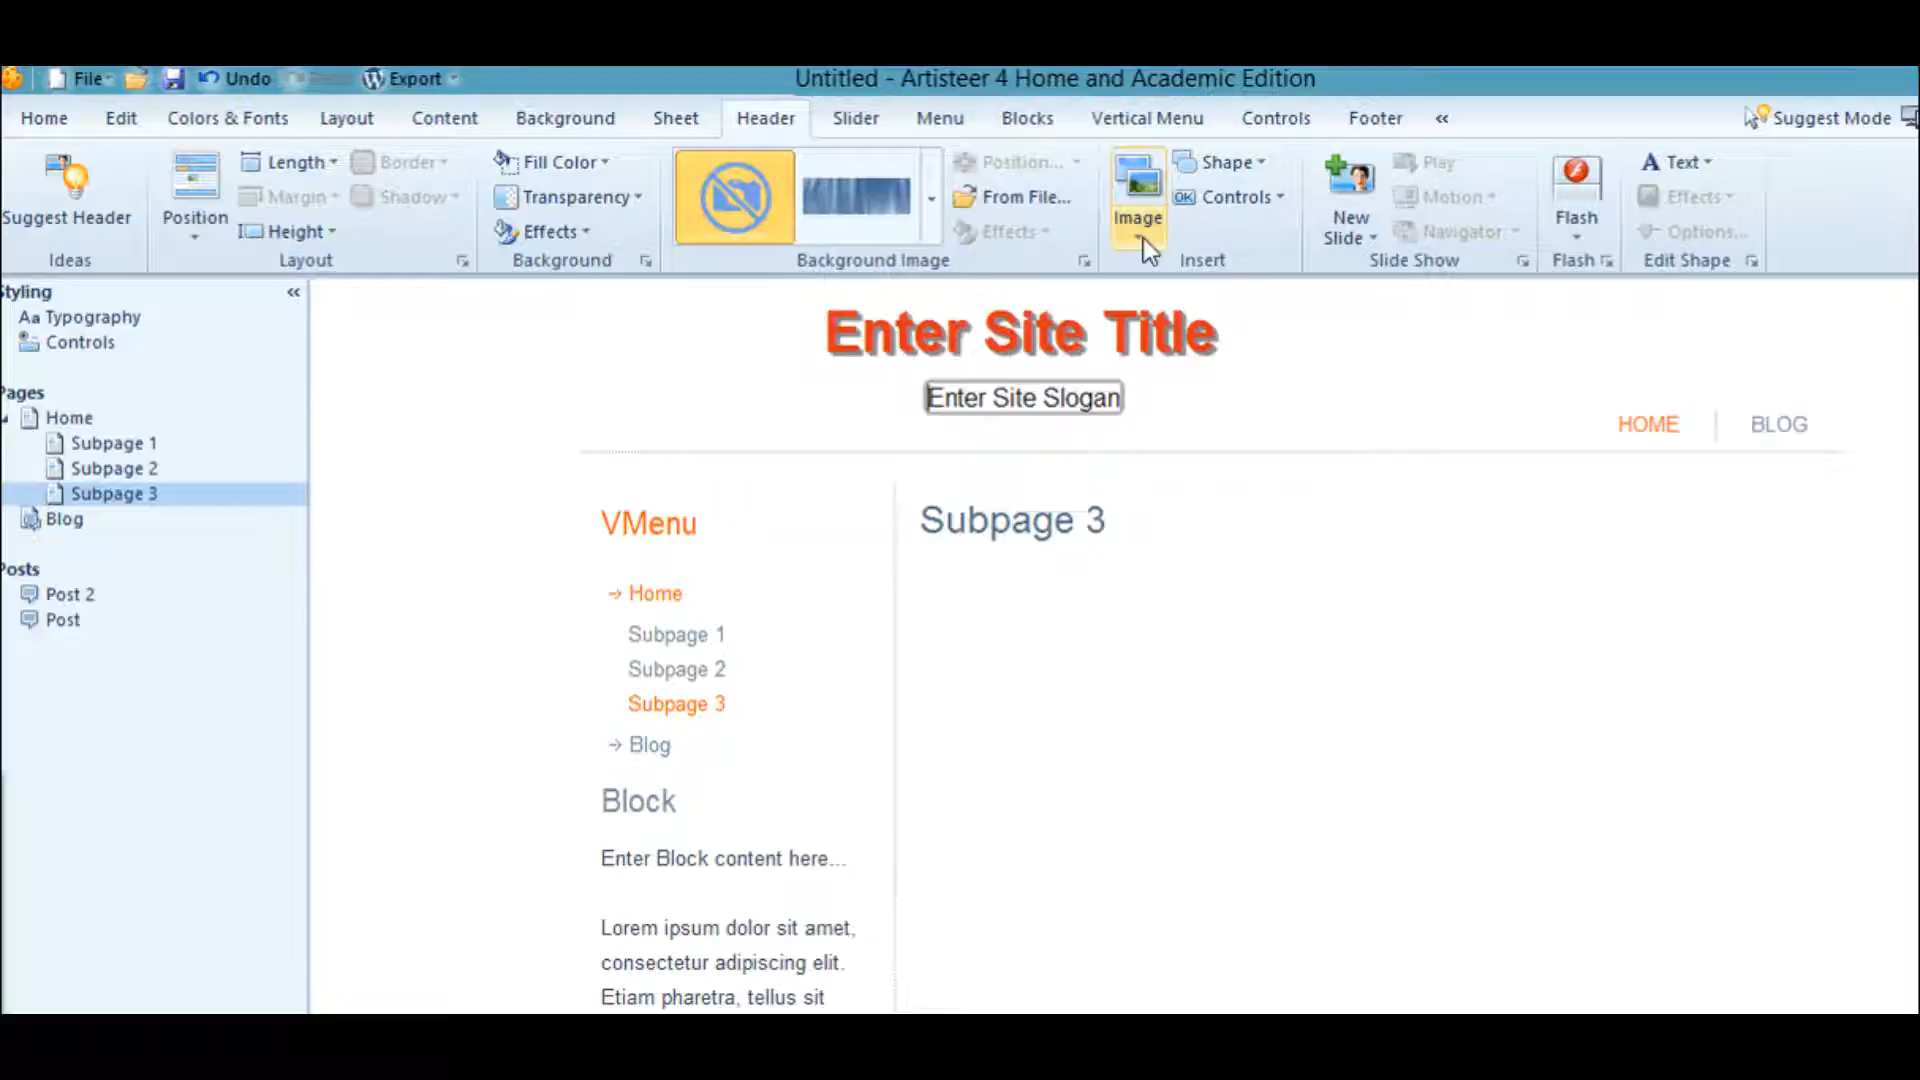 File Undo Export Untitled - Artisteer 4 Home and Academic Edition
Home Edit Colors & Fonts Layout Content Background Sheet Header Slider Menu Blocks Vertical Menu Controls Footer « Suggest Mode
Suggest Header
Ideas
Position
Length Border
Margin Shadow
Height
Layout
Fill Color
Transparency
Effects
Background
Position...
From File...
Effects
Background Image
Image
Shape
OK Controls
Insert
New Slide
Play
Motion
Navigator
Slide Show
Flash
Flash
A Text
Effects
Options...
Edit Shape
Styling «
Aa Typography
Controls
Pages
Home
Subpage 1
Subpage 2
Subpage 3
Blog
Posts
Post 2
Post
Enter Site Title
Enter Site Slogan
HOME BLOG
VMenu
Home
Subpage 1
Subpage 2
Subpage 3
Blog
Block
Enter Block content here...
Lorem ipsum dolor sit amet,
consectetur adipiscing elit.
Etiam pharetra, tellus sit
Subpage 3